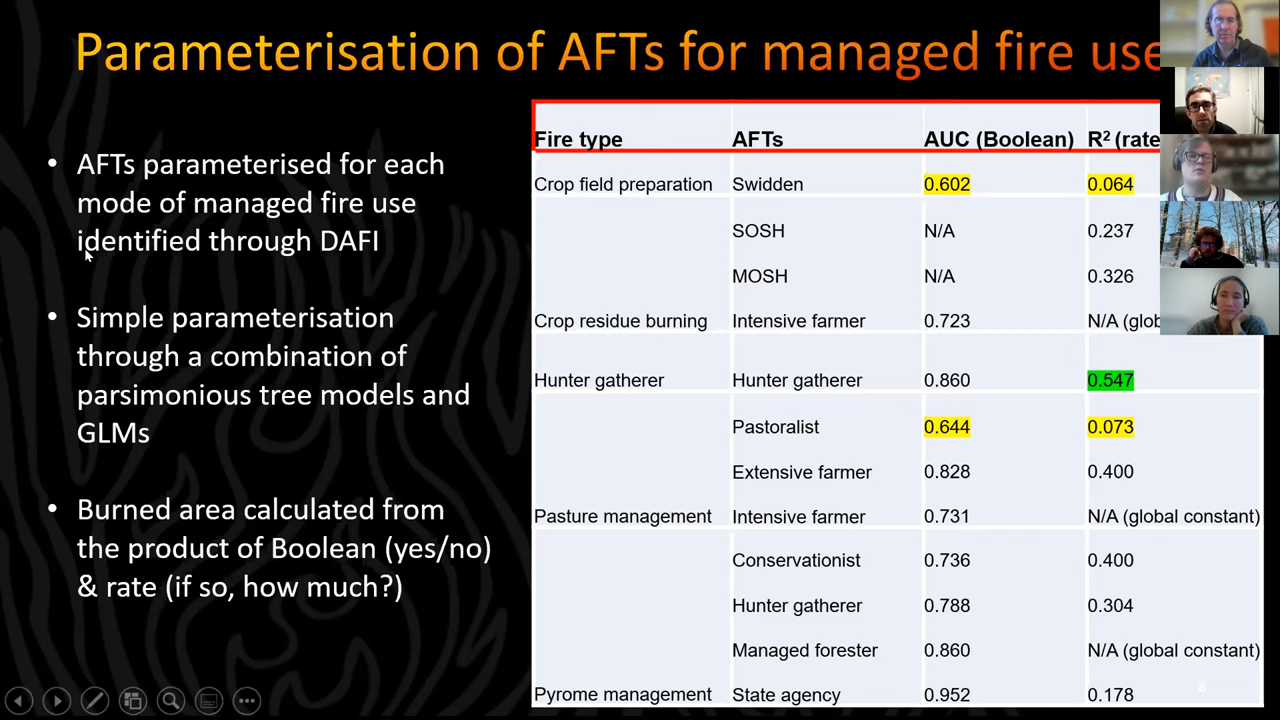 Parameterisation of AFTs for managed fire use
• AFTs parameterised for each
mode of managed fire use
identified through DAFI
• Simple parameterisation
through a combination of
parsimonious tree models and
GLMs
• Burned area calculated from
the product of Boolean (yes/no)
& rate (if so, how much?)
Fire type AFTs AUC (Boolean) R² (rate
Crop field preparation Swidden 0.602 0.064
SOSH N/A 0.237
MOSH N/A 0.326
Crop residue burning Intensive farmer 0.723 N/A (glob
Hunter gatherer Hunter gatherer 0.860 0.547
Pastoralist 0.644 0.073
Extensive farmer 0.828 0.400
Pasture management Intensive farmer 0.731 N/A (global constant)
Conservationist 0.736 0.400
Hunter gatherer 0.788 0.304
Managed forester 0.860 N/A (global constant)
8
Pyrome management State agency 0.952 0.178